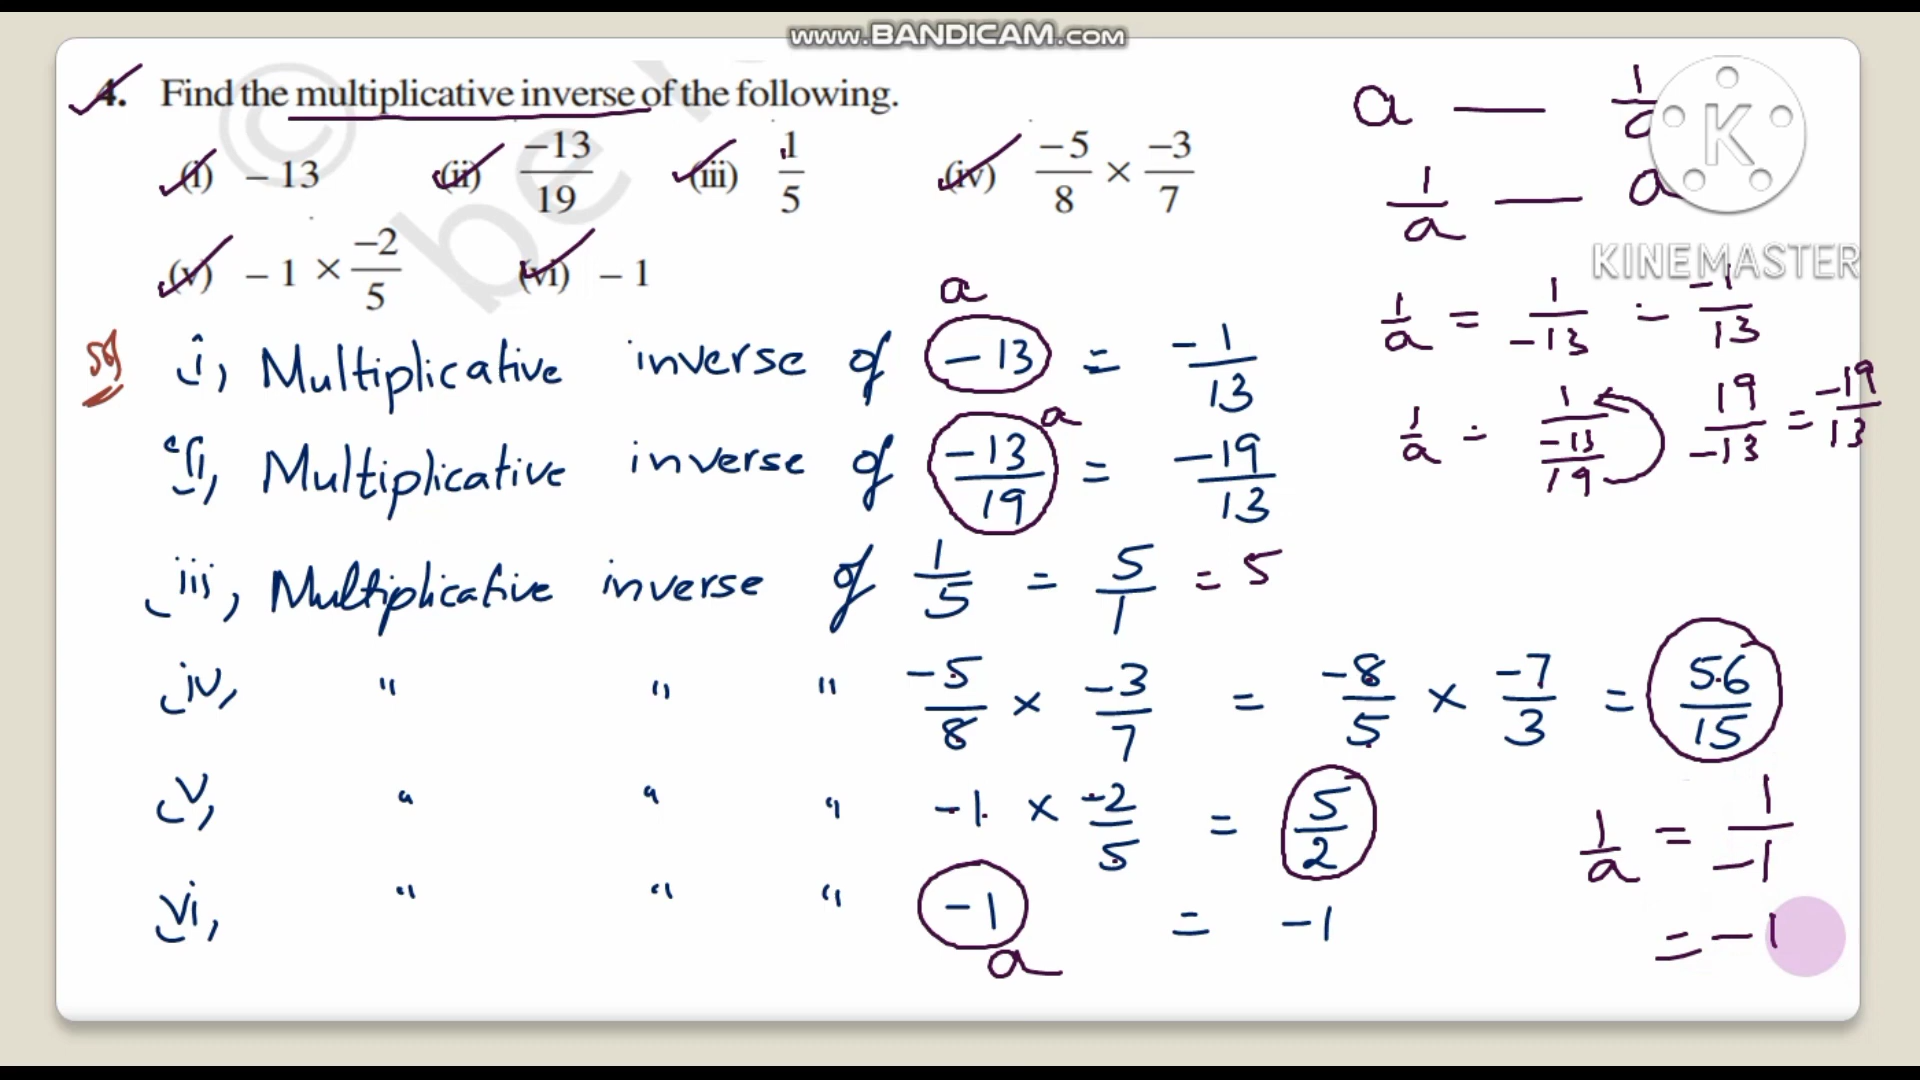 www.BANDICAM.com
4. Find the multiplicative inverse of the following.
(i) – 13 (ii) −13/19 (iii) 1/5 (iv) −5/8 × −3/7
(v) – 1 × −2/5 (vi) – 1
a — 1/a
1/a — a
K
KINEMASTER
a
1/a = 1/-13 = -1/13
i, Multiplicative inverse of -13 = -1/13
a
1/a = 1/(-13/19) 19/-13 = -19/13
ii, Multiplicative inverse of -13/19 = -19/13
iii, Multiplicative inverse of 1/5 = 5/1 = 5
iv, " " " -5/8 × -3/7 = -8/5 × -7/3 = 56/15
v, " " " -1 × -2/5 = 5/2
1/a = 1/-1
vi, " " " -1 = -1
= -1
a